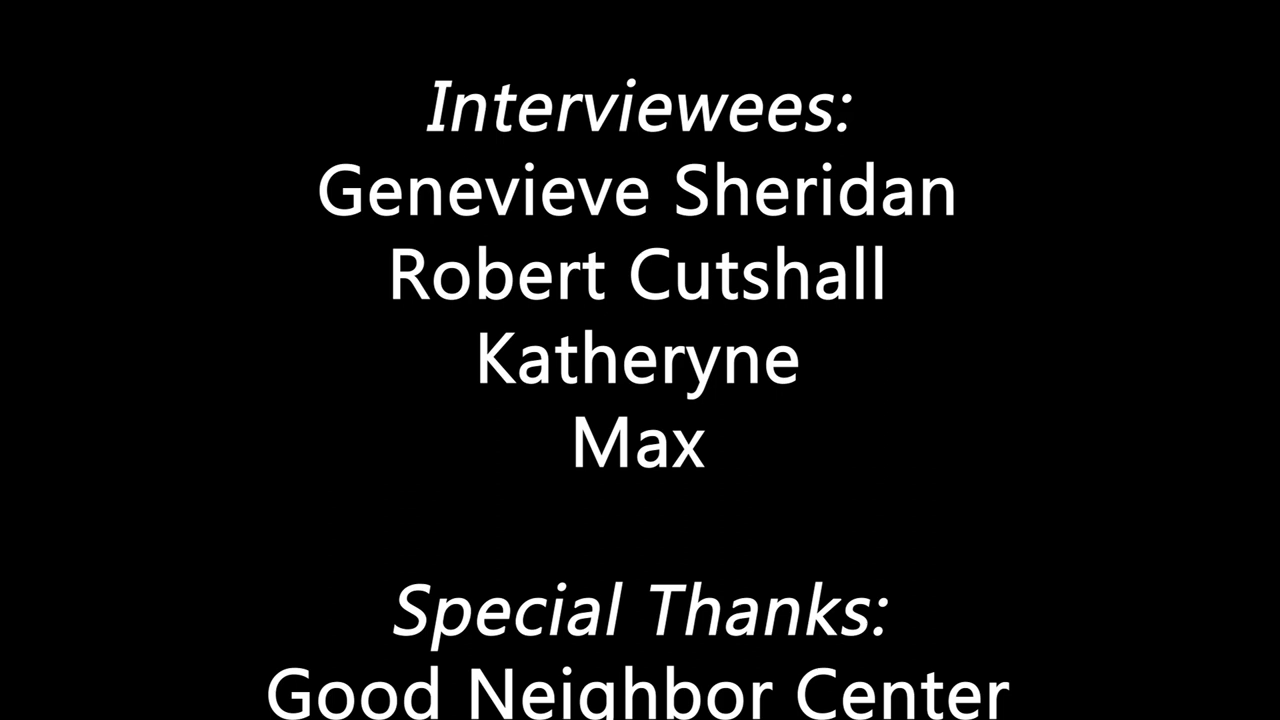 Interviewees:
Genevieve Sheridan
Robert Cutshall
Katheryne
Max
Special Thanks:
Good Neighbor Center